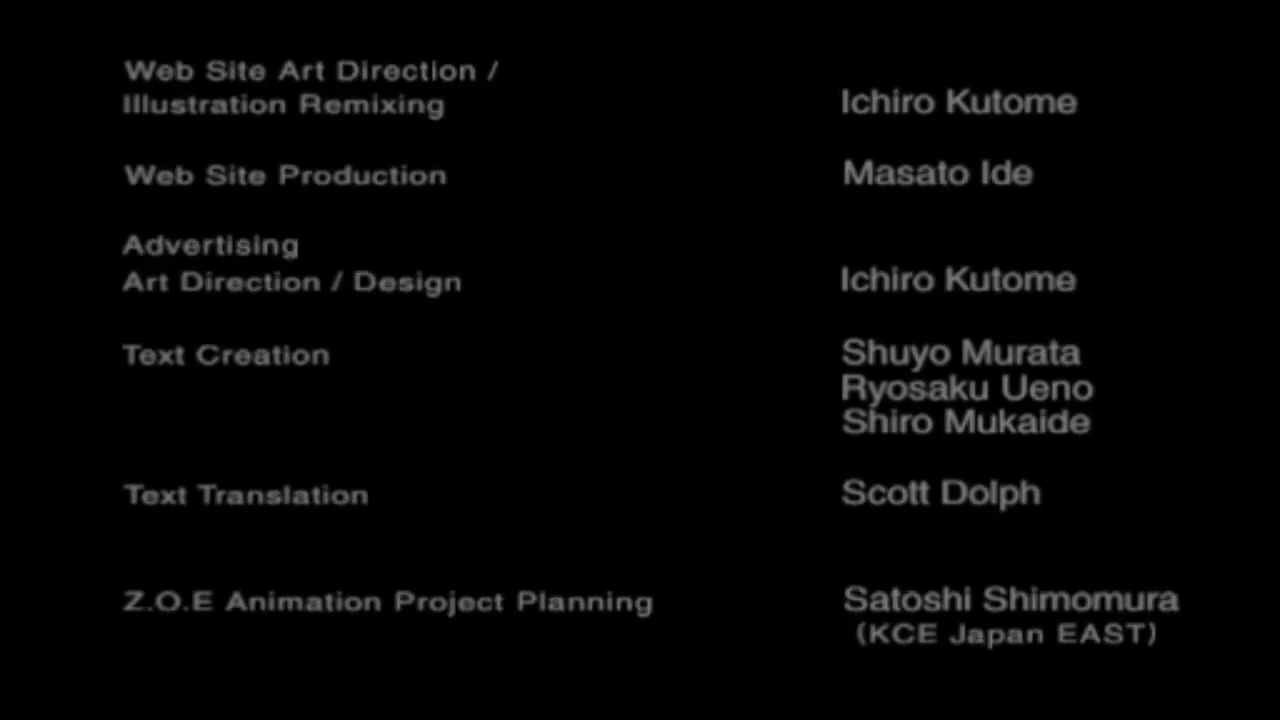 Web Site Art Direction /
Illustration Remixing Ichiro Kutome
Web Site Production Masato Ide
Advertising
Art Direction / Design Ichiro Kutome
Text Creation Shuyo Murata
Ryosaku Ueno
Shiro Mukaide
Text Translation Scott Dolph
Z.O.E Animation Project Planning Satoshi Shimomura
(KCE Japan EAST)